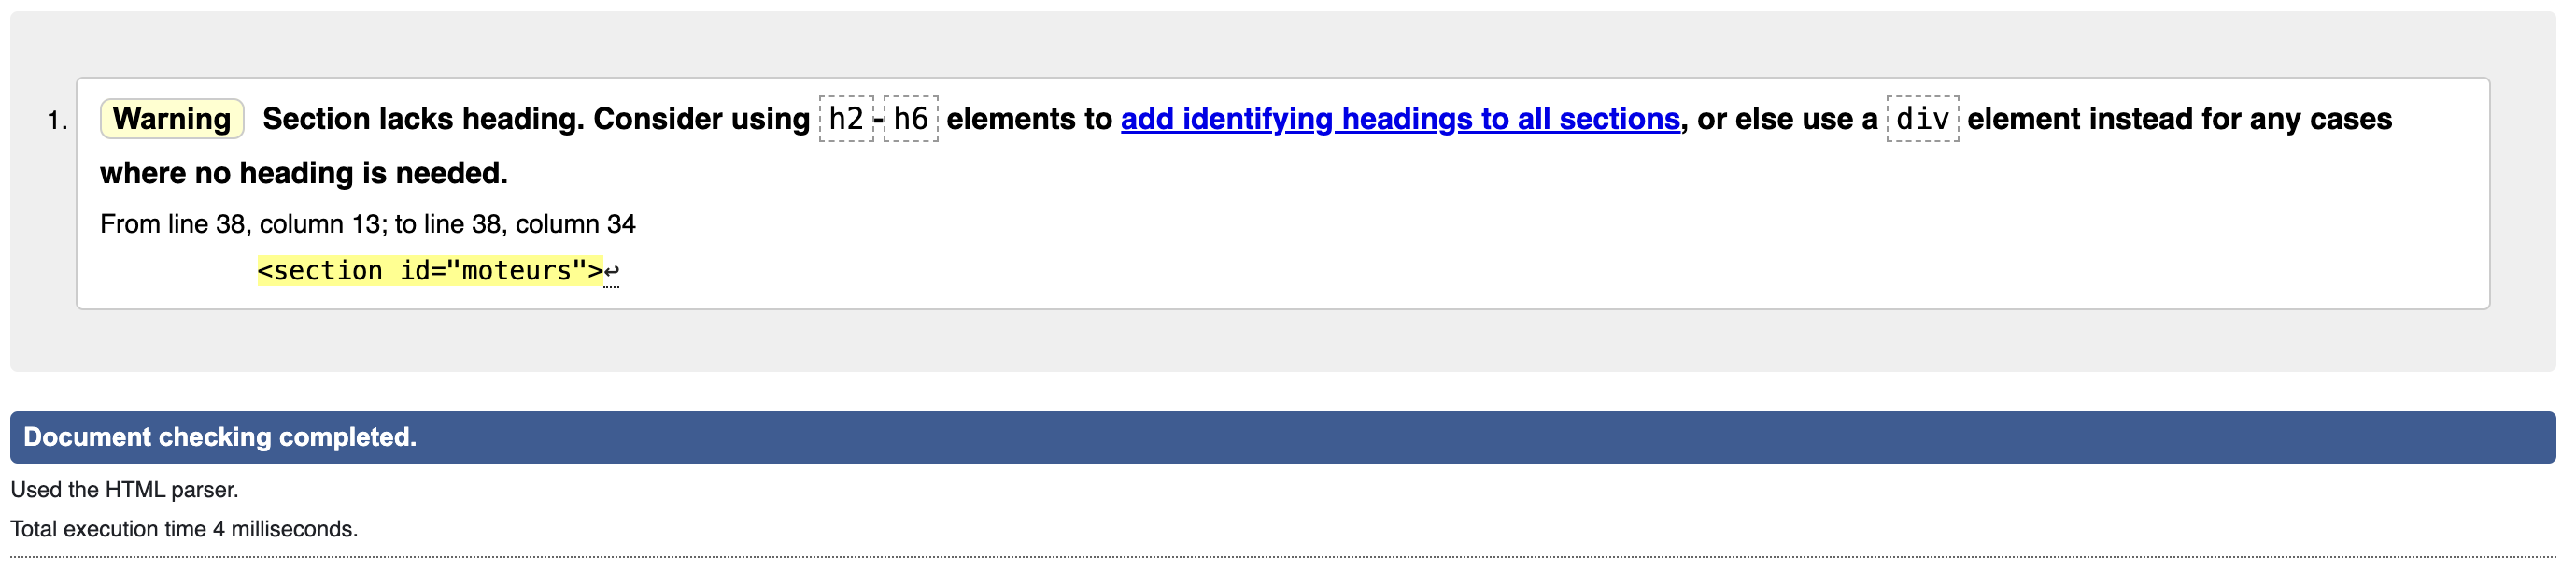 1. Warning Section lacks heading. Consider using h2-h6 elements to add identifying headings to all sections, or else use a div element instead for any cases
where no heading is needed.
From line 38, column 13; to line 38, column 34
<section id="moteurs">↩
Document checking completed.
Used the HTML parser.
Total execution time 4 milliseconds.